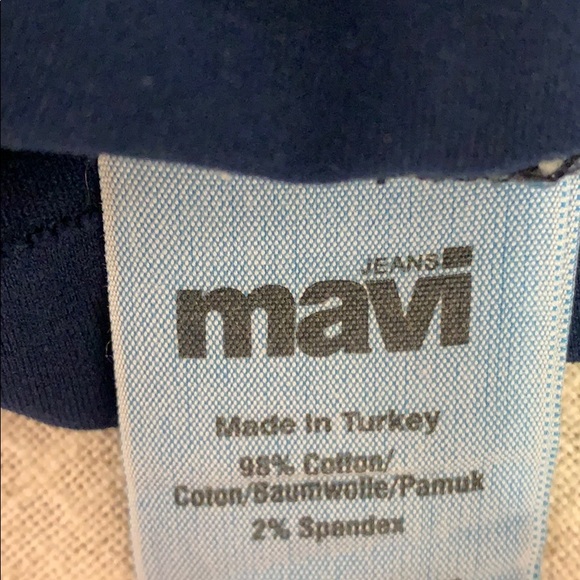 JEANS
mavi
Made in Turkey
98% Cotton/
Coton/Baumwolle/Pamuk
2% Spandex